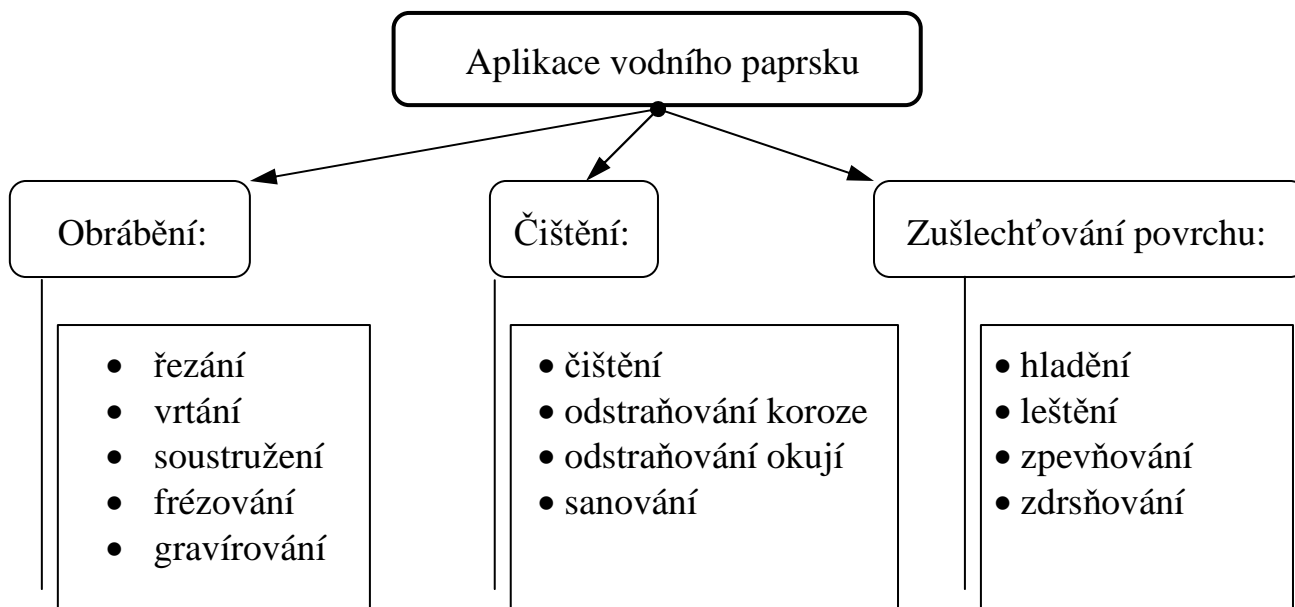 Aplikace vodního paprsku
Obrábění:
• řezání
• vrtání
• soustružení
• frézování
• gravírování
Čištění:
• čištění
• odstraňování koroze
• odstraňování okují
• sanování
Zušlechťování povrchu:
• hladění
• leštění
• zpevňování
• zdrsňování